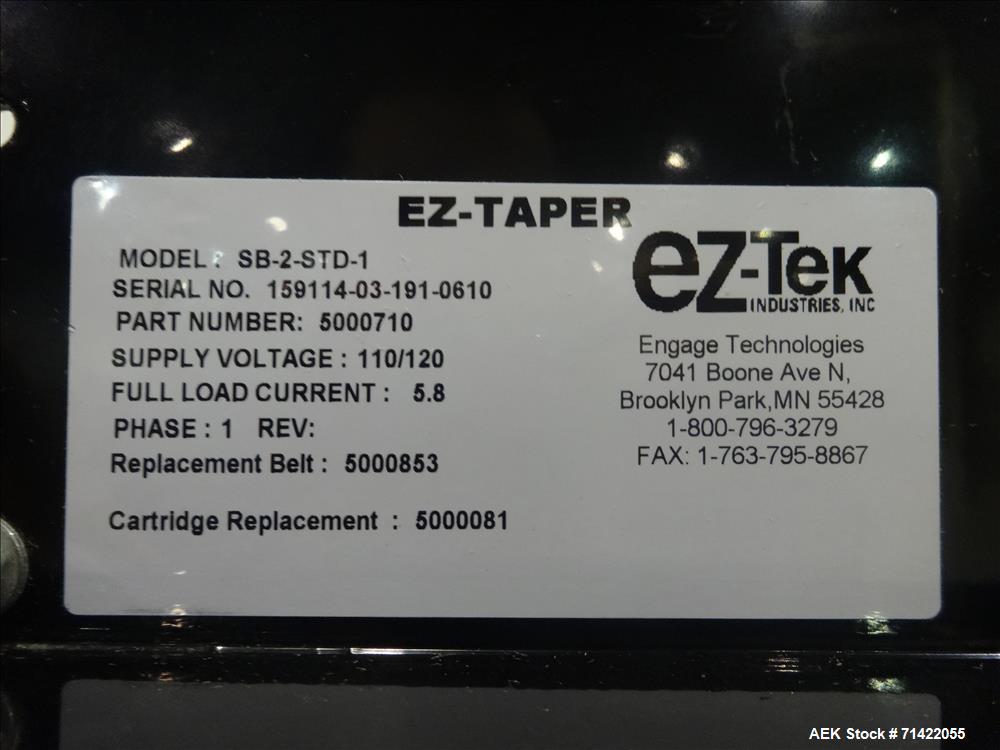 EZ-TAPER
MODEL : SB-2-STD-1
SERIAL NO. 159114-03-191-0610
PART NUMBER: 5000710
SUPPLY VOLTAGE : 110/120
FULL LOAD CURRENT : 5.8
PHASE : 1 REV:
Replacement Belt : 5000853
Cartridge Replacement : 5000081
eZ-Tek
INDUSTRIES, INC
Engage Technologies
7041 Boone Ave N,
Brooklyn Park,MN 55428
1-800-796-3279
FAX: 1-763-795-8867
AEK Stock #71422055